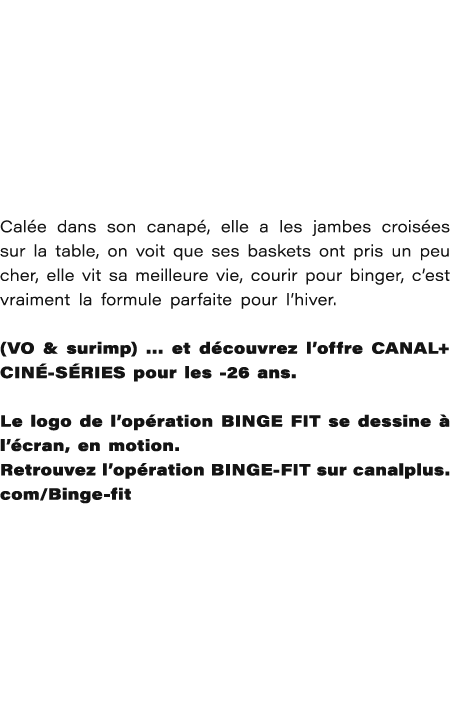 Calée dans son canapé, elle a les jambes croisées
sur la table, on voit que ses baskets ont pris un peu
cher, elle vit sa meilleure vie, courir pour binger, c'est
vraiment la formule parfaite pour l'hiver.
(VO & surimp) ... et découvrez l'offre CANAL+
CINÉ-SÉRIES pour les -26 ans.
Le logo de l'opération BINGE FIT se dessine à
l'écran, en motion.
Retrouvez l'opération BINGE-FIT sur canalplus.
com/Binge-fit